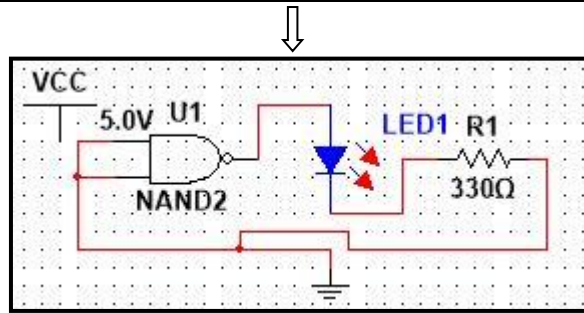 VCC
5.0V U1
LED1 R1
NAND2
330Ω